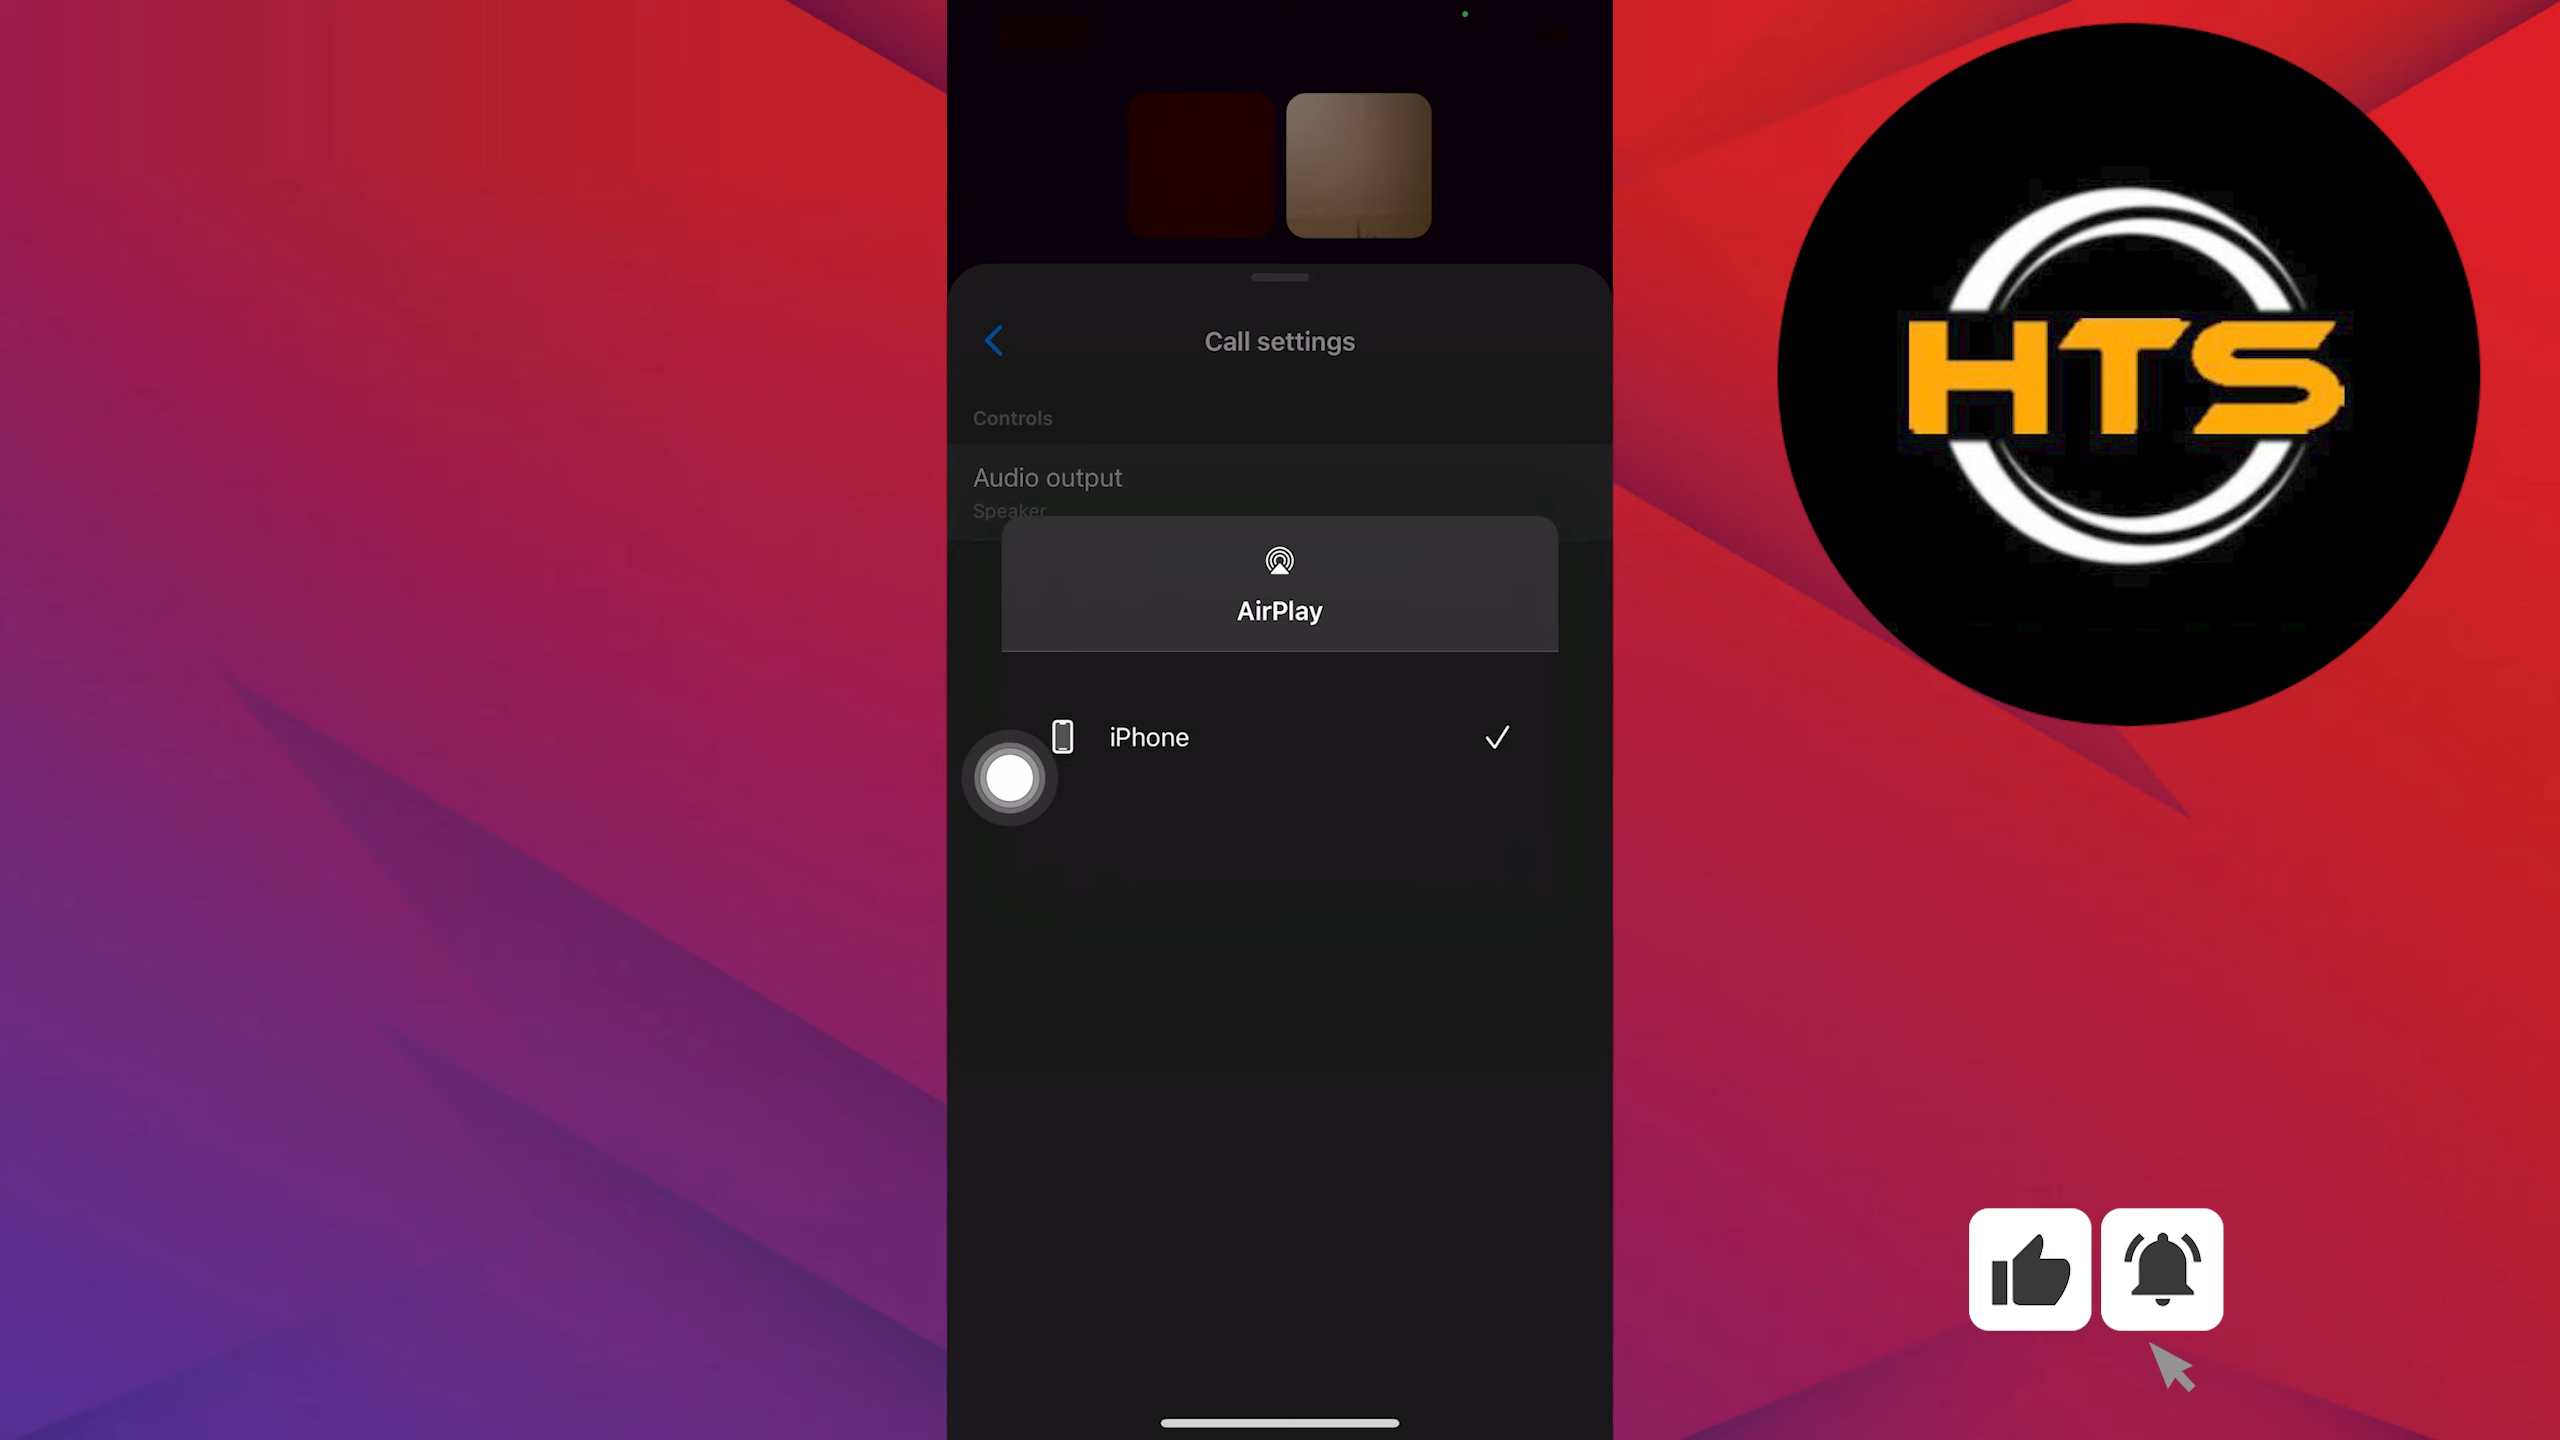 HTS
Call settings
Controls
Audio output
Speaker
AirPlay
iPhone